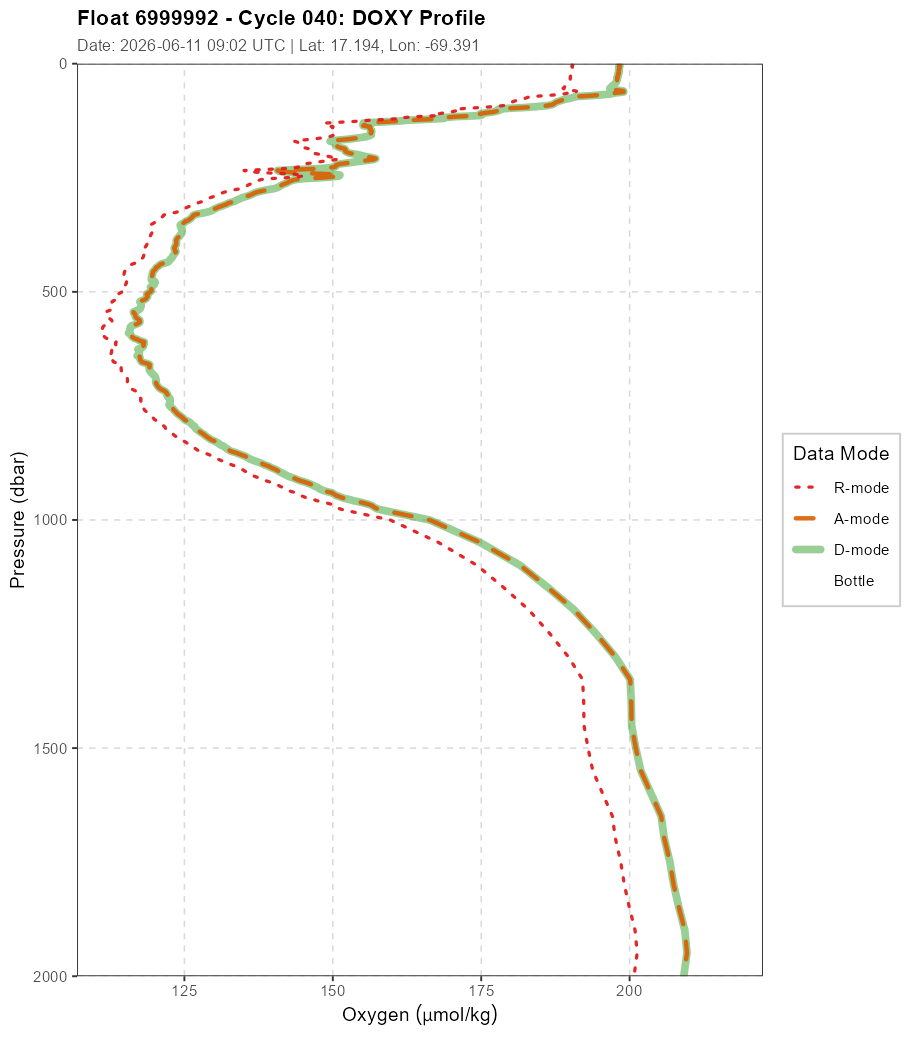 Float 6999992 - Cycle 040: DOXY Profile
Date: 2026-06-11 09:02 UTC | Lat: 17.194, Lon: -69.391
0
500
1000
1500
2000
Pressure (dbar)
125 150 175 200
Oxygen (μmol/kg)
Data Mode
R-mode
A-mode
D-mode
Bottle